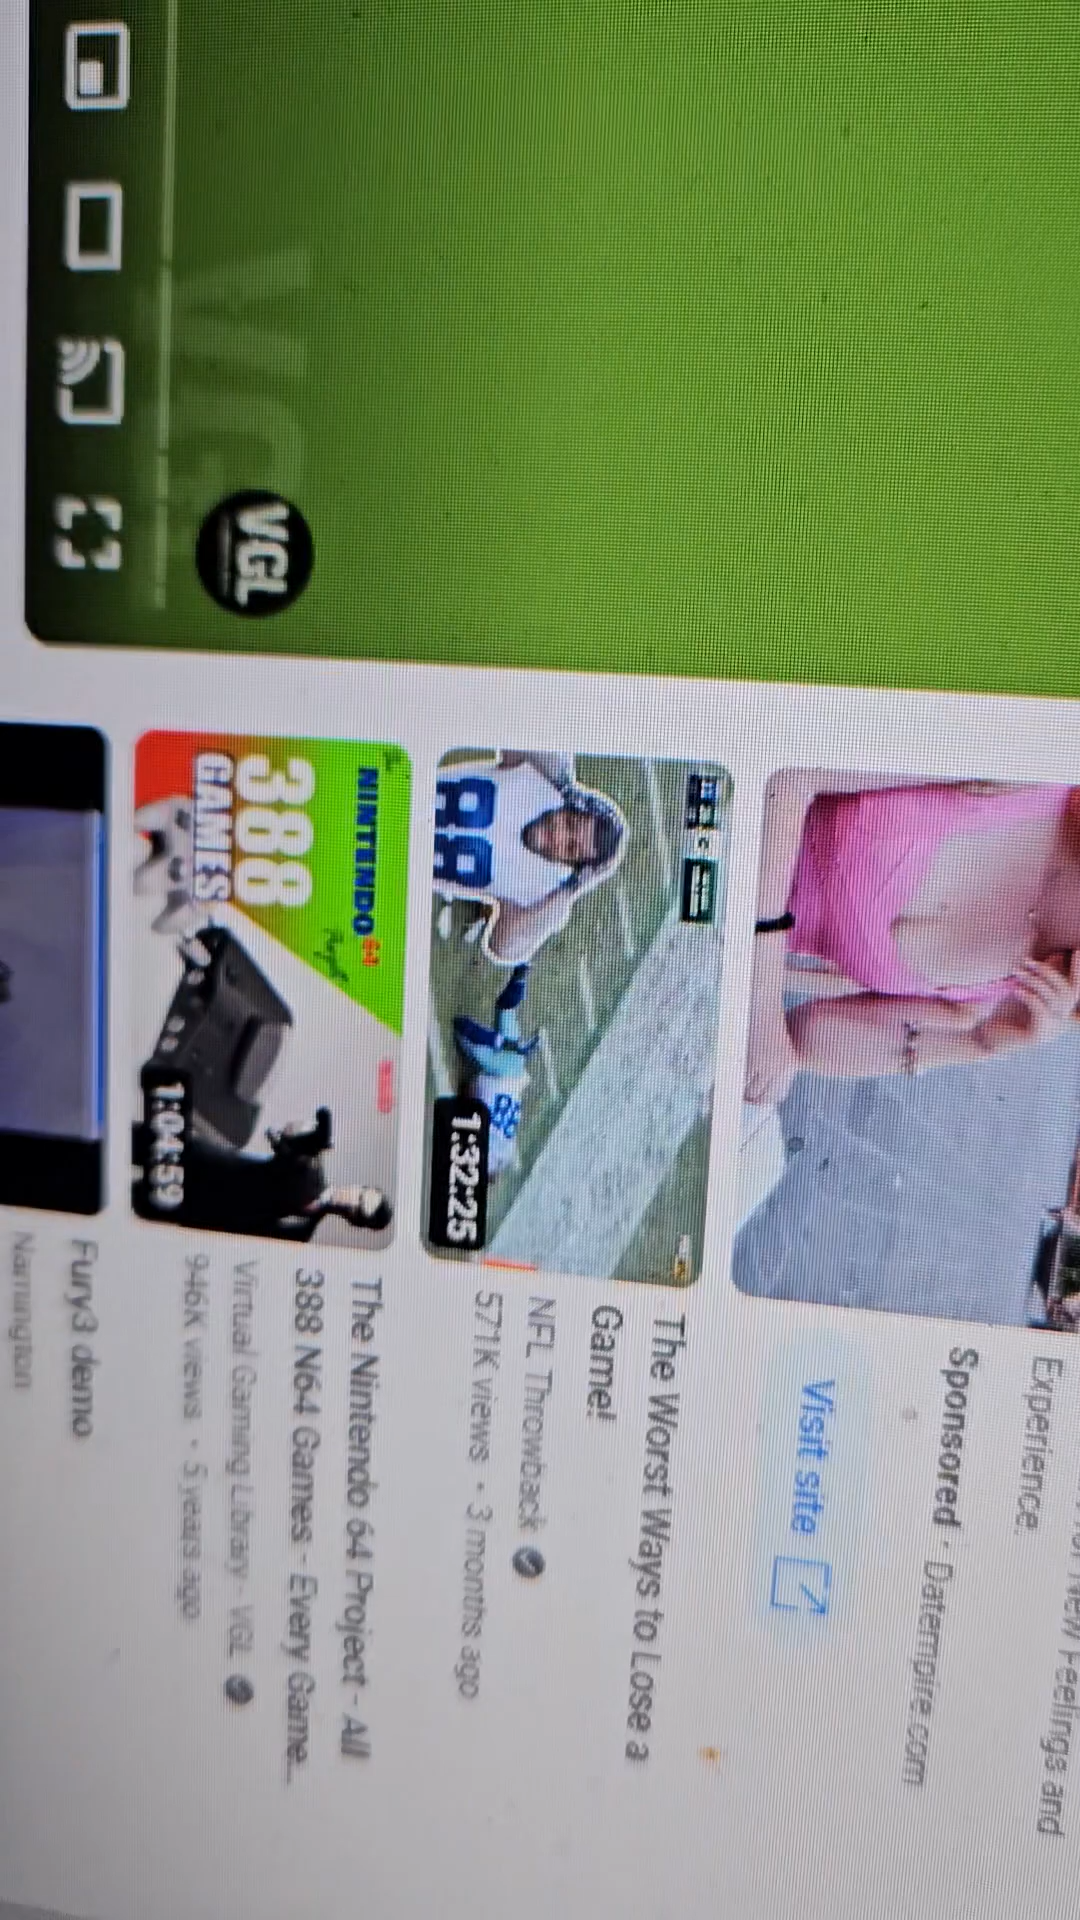 New Feelings and
Experience.
Sponsored · Datempire.com
Visit site
88
1:32:25
The Worst Ways to Lose a
Game!
NFL Throwback
571K views · 3 months ago
NINTENDO 64
388
GAMES
1:04:59
The Nintendo 64 Project - All
388 N64 Games - Every Game...
Virtual Gaming Library - VGL
946K views · 5 years ago
Fury3 demo
VGL